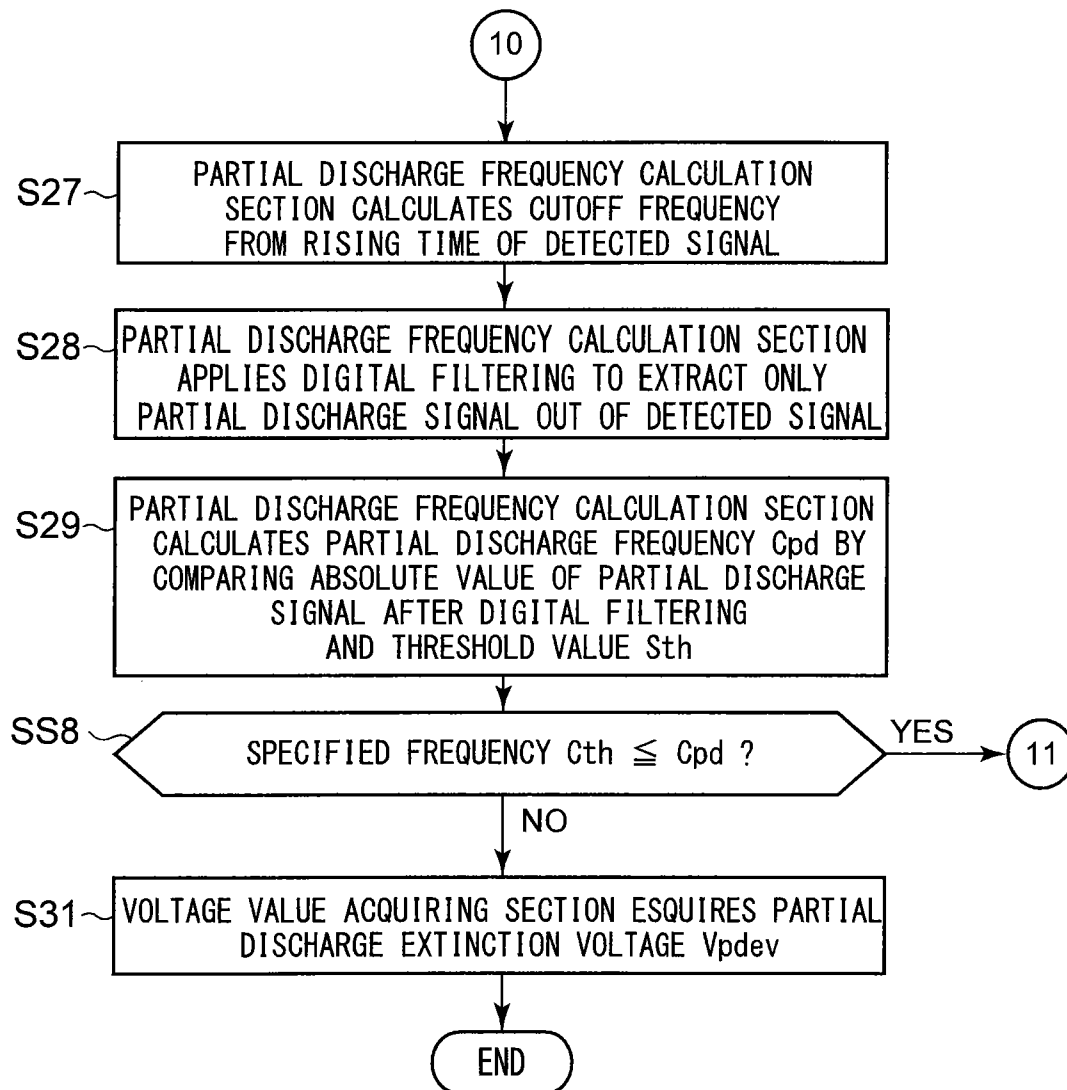 10
S27
PARTIAL DISCHARGE FREQUENCY CALCULATION
SECTION CALCULATES CUTOFF FREQUENCY
FROM RISING TIME OF DETECTED SIGNAL
S28
PARTIAL DISCHARGE FREQUENCY CALCULATION SECTION
APPLIES DIGITAL FILTERING TO EXTRACT ONLY
PARTIAL DISCHARGE SIGNAL OUT OF DETECTED SIGNAL
S29
PARTIAL DISCHARGE FREQUENCY CALCULATION SECTION
CALCULATES PARTIAL DISCHARGE FREQUENCY Cpd BY
COMPARING ABSOLUTE VALUE OF PARTIAL DISCHARGE
SIGNAL AFTER DIGITAL FILTERING
AND THRESHOLD VALUE Sth
SS8
SPECIFIED FREQUENCY Cth ≦ Cpd ?
YES
11
NO
S31
VOLTAGE VALUE ACQUIRING SECTION ESQUIRES PARTIAL
DISCHARGE EXTINCTION VOLTAGE Vpdev
END